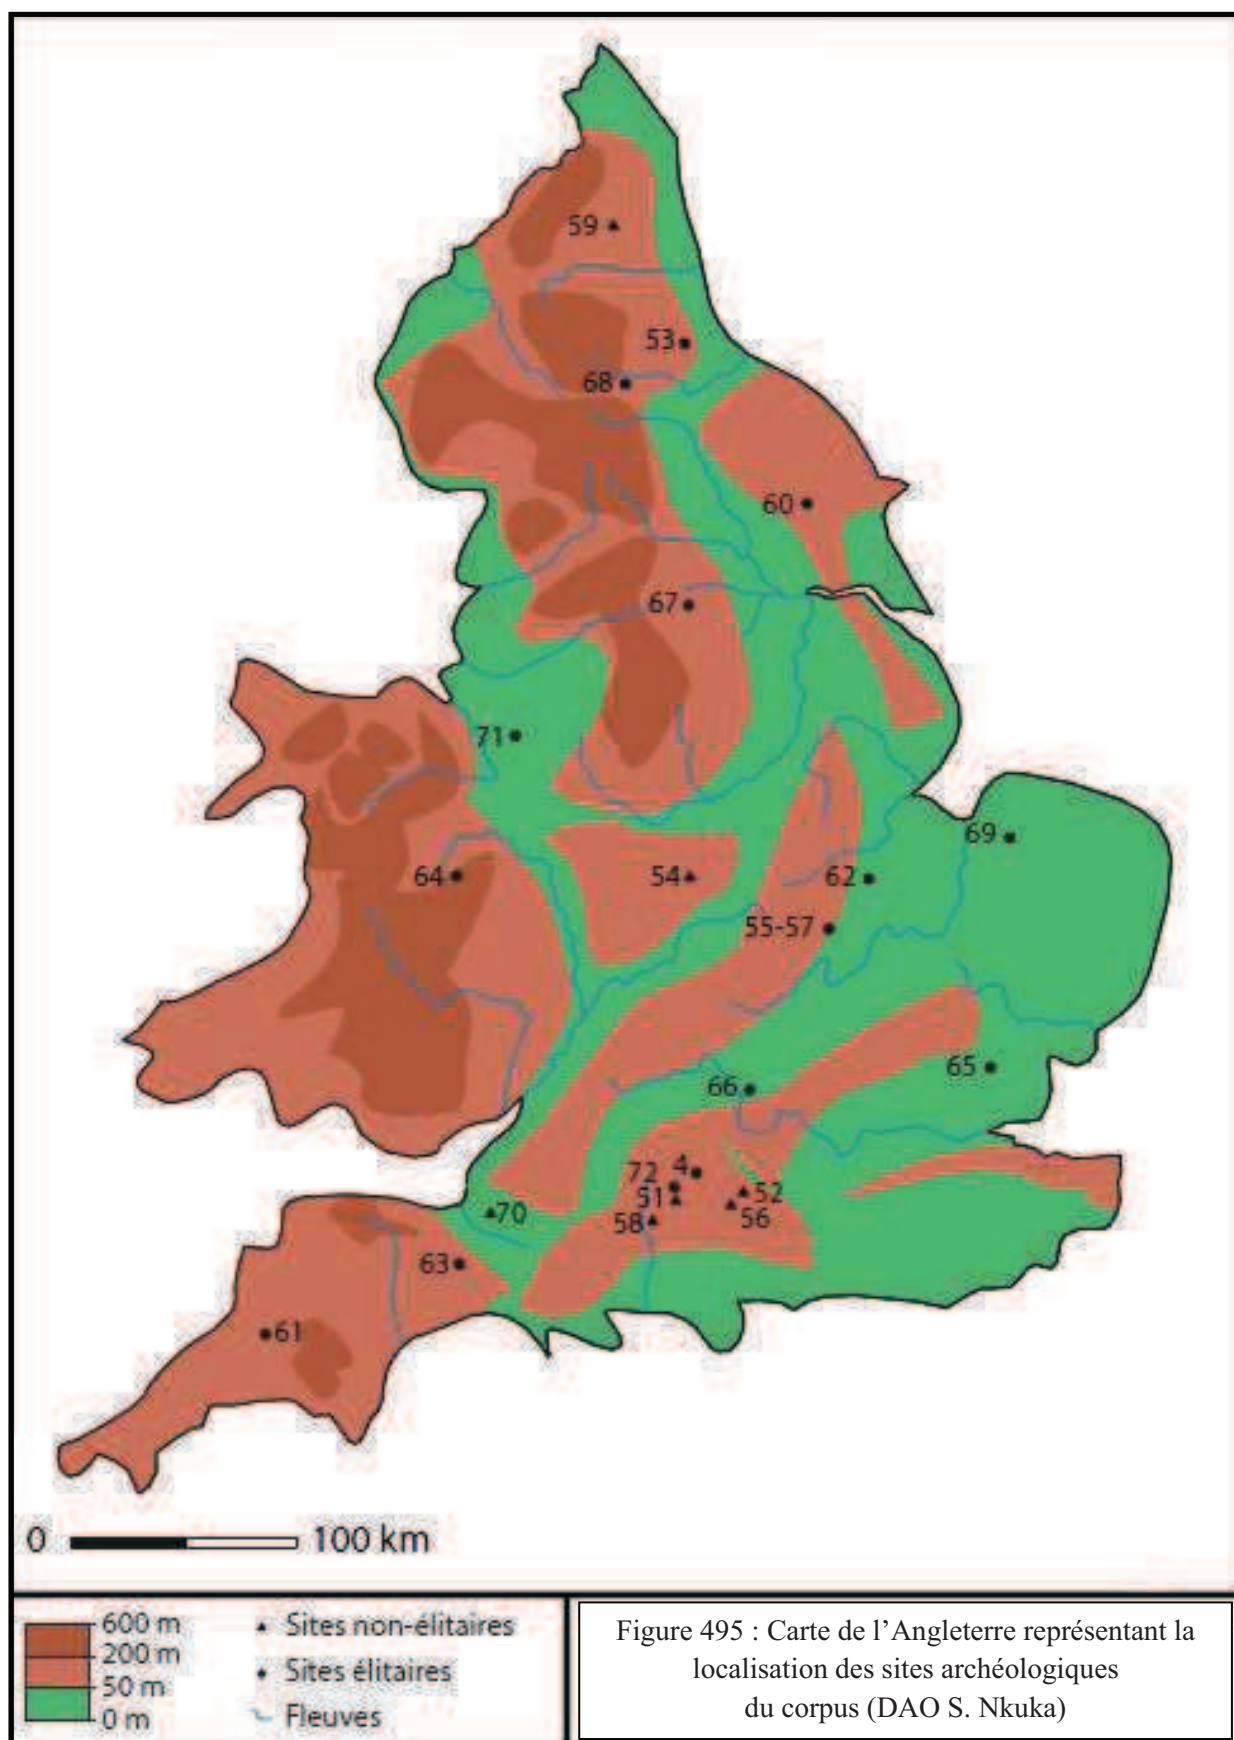 59
53
68
60
67
71
69
64
54
62
55-57
65
66
4
72
51
52
56
58
70
63
61
0
100 km
600 m
200 m
50 m
0 m
Sites non-élitaires
Sites élitaires
Fleuves
Figure 495 : Carte de l’Angleterre représentant la
localisation des sites archéologiques
du corpus (DAO S. Nkuka)